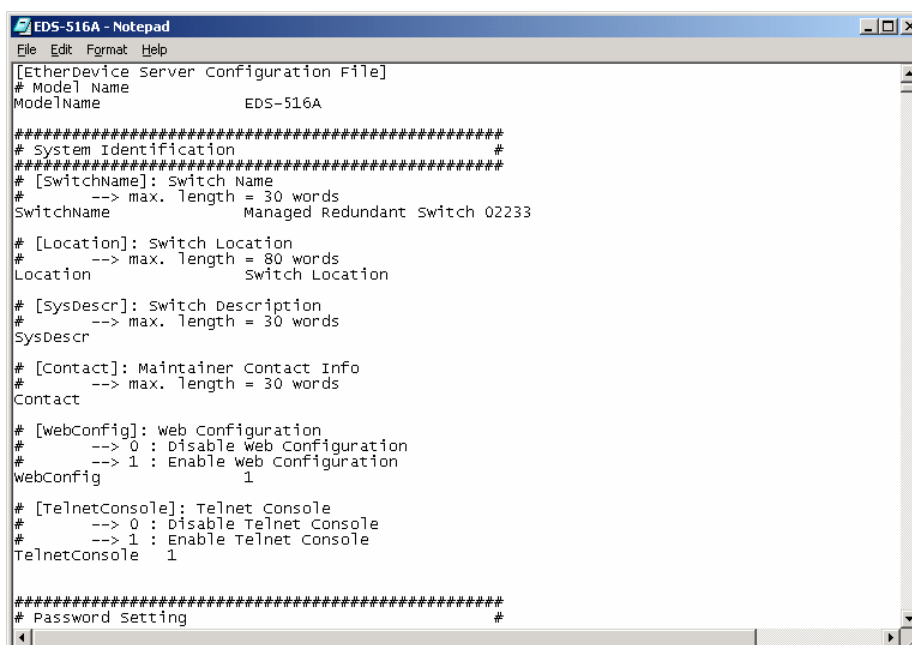 EDS-516A - Notepad
File Edit Format Help
[EtherDevice Server Configuration File]
# Model Name
ModelName                EDS-516A

###################################################
# System Identification                           #
###################################################
# [SwitchName]: Switch Name
#       --> max. length = 30 words
SwitchName               Managed Redundant Switch 02233

# [Location]: Switch Location
#       --> max. length = 80 words
Location                 Switch Location

# [SysDescr]: Switch Description
#       --> max. length = 30 words
SysDescr

# [Contact]: Maintainer Contact Info
#       --> max. length = 30 words
Contact

# [WebConfig]: Web Configuration
#       --> 0 : Disable Web Configuration
#       --> 1 : Enable Web Configuration
WebConfig                1

# [TelnetConsole]: Telnet Console
#       --> 0 : Disable Telnet Console
#       --> 1 : Enable Telnet Console
TelnetConsole   1


###################################################
# Password Setting                                #